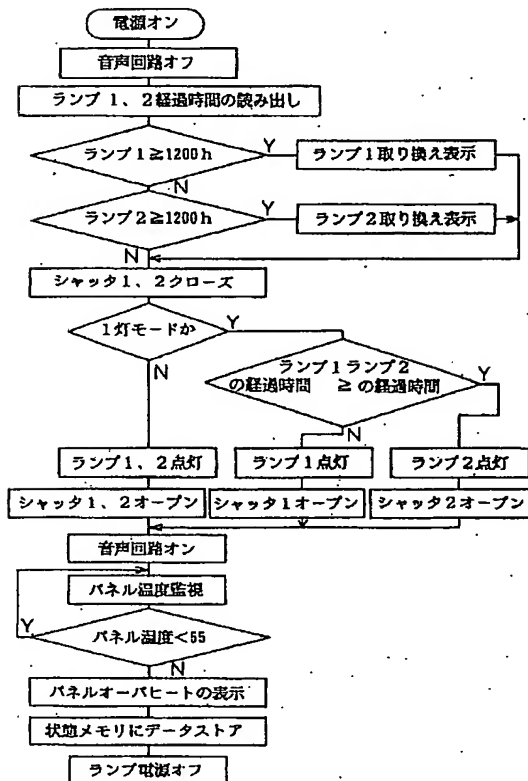 電源オン
音声回路オフ
ランプ1、2経過時間の読み出し
ランプ1≧1200h
Y
ランプ1取り換え表示
N
ランプ2≧1200h
Y
ランプ2取り換え表示
N
シャッタ1、2クローズ
1灯モードか
Y
N
ランプ1 ランプ2
の経過時間 ≧ の経過時間
Y
N
ランプ1、2点灯
ランプ1点灯
ランプ2点灯
シャッタ1、2オープン
シャッタ1オープン
シャッタ2オープン
音声回路オン
パネル温度監視
Y
パネル温度<65
N
パネルオーバヒートの表示
状態メモリにデータストア
ランプ電源オフ